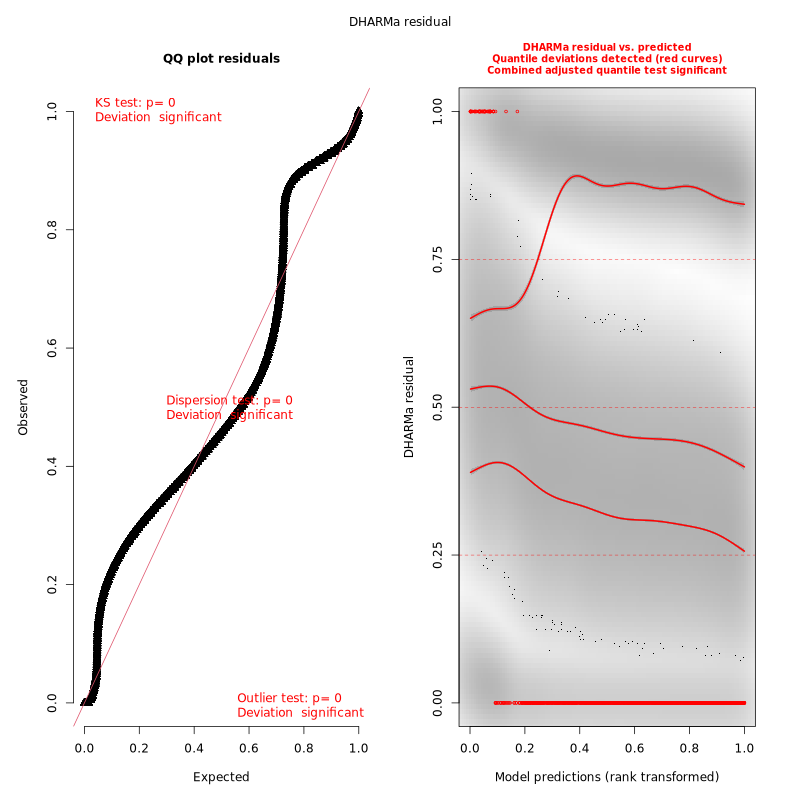 DHARMa residual
QQ plot residuals
KS test: p= 0
Deviation  significant
Dispersion test: p= 0
Deviation  significant
Outlier test: p= 0
Deviation  significant
Observed
0.0
0.2
0.4
0.6
0.8
1.0
0.0
0.2
0.4
0.6
0.8
1.0
Expected
DHARMa residual vs. predicted
Quantile deviations detected (red curves)
Combined adjusted quantile test significant
DHARMa residual
0.00
0.25
0.50
0.75
1.00
0.0
0.2
0.4
0.6
0.8
1.0
Model predictions (rank transformed)